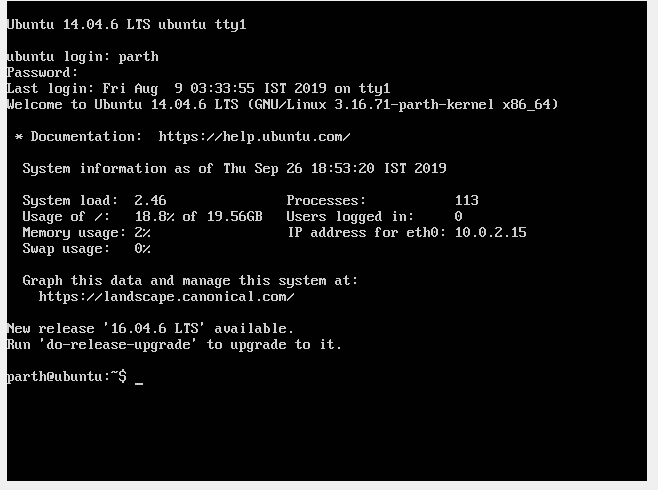 Ubuntu 14.04.6 LTS ubuntu tty1
ubuntu login: parth
Password:
Last login: Fri Aug  9 03:33:55 IST 2019 on tty1
Welcome to Ubuntu 14.04.6 LTS (GNU/Linux 3.16.71-parth-kernel x86_64)
* Documentation:  https://help.ubuntu.com/
System information as of Thu Sep 26 18:53:20 IST 2019
System load:  2.46              Processes:           113
Usage of /:   18.8% of 19.56GB   Users logged in:     0
Memory usage: 2%                 IP address for eth0: 10.0.2.15
Swap usage:   0%
Graph this data and manage this system at:
https://landscape.canonical.com/
New release '16.04.6 LTS' available.
Run 'do-release-upgrade' to upgrade to it.
parth@ubuntu:~$ _